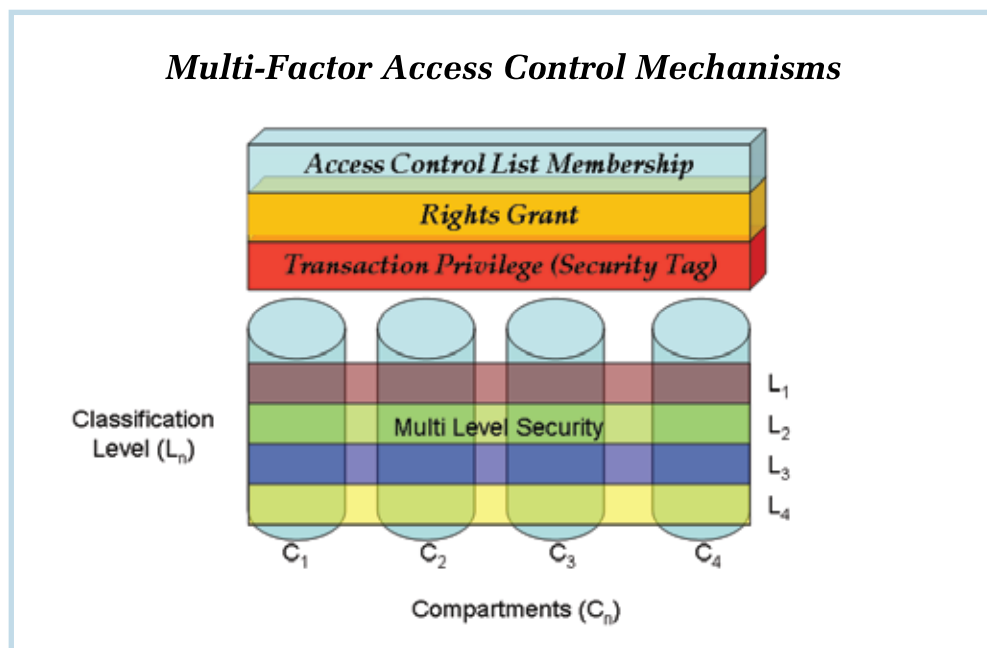 Multi-Factor Access Control Mechanisms
Access Control List Membership
Rights Grant
Transaction Privilege (Security Tag)
L1
Classification
Level (Ln)
Multi Level Security
L2
L3
L4
C1 C2 C3 C4
Compartments (Cn)